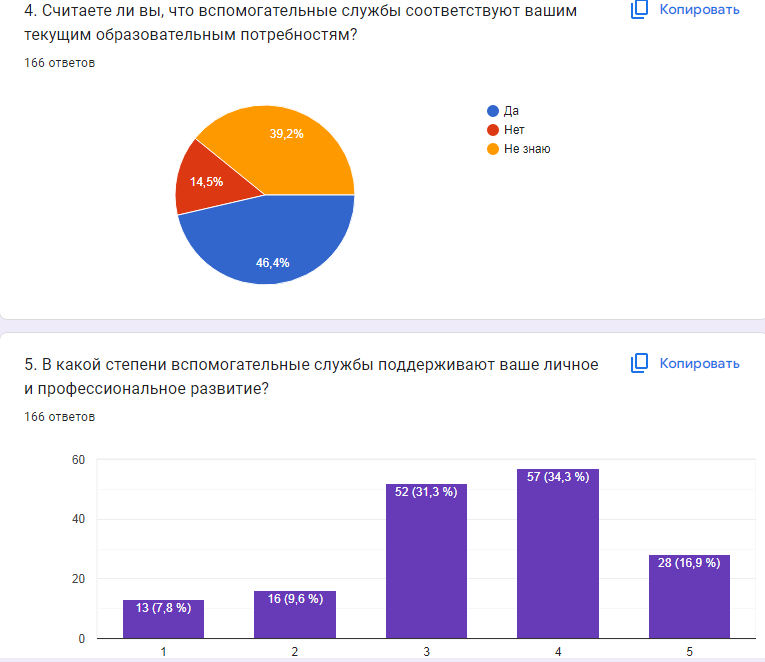 4. Считаете ли вы, что вспомогательные службы соответствуют вашим
текущим образовательным потребностям?
Копировать
166 ответов
Да
Нет
Не знаю
39,2%
14,5%
46,4%
5. В какой степени вспомогательные службы поддерживают ваше личное
и профессиональное развитие?
Копировать
166 ответов
60
40
20
0
13 (7,8 %)
16 (9,6 %)
52 (31,3 %)
57 (34,3 %)
28 (16,9 %)
1
2
3
4
5